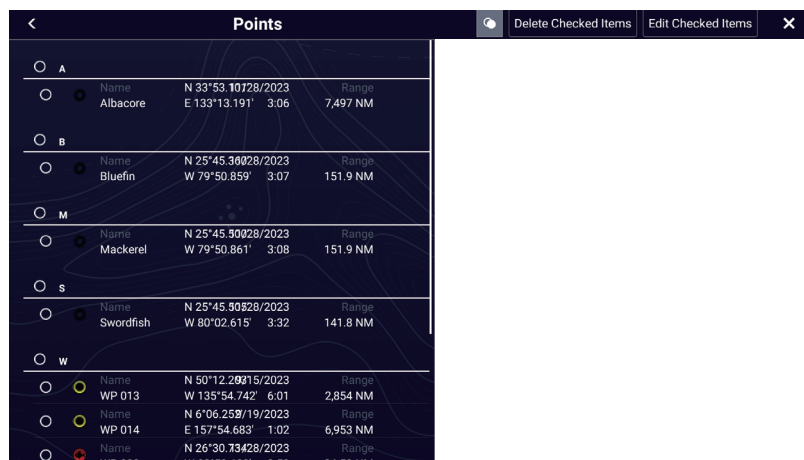 Points
Delete Checked Items
Edit Checked Items
A
Name
Range
Albacore E 133°13.191' 3:06 7,497 NM
B
Name
Range
Bluefin W 79°50.859' 3:07 151.9 NM
M
Name
Range
Mackerel W 79°50.861' 3:08 151.9 NM
S
Name
Range
Swordfish W 80°02.615' 3:32 141.8 NM
W
Name
Range
WP 013 W 135°54.742' 6:01 2,854 NM
Name
Range
WP 014 E 157°54.683' 1:02 6,953 NM
Name
Range